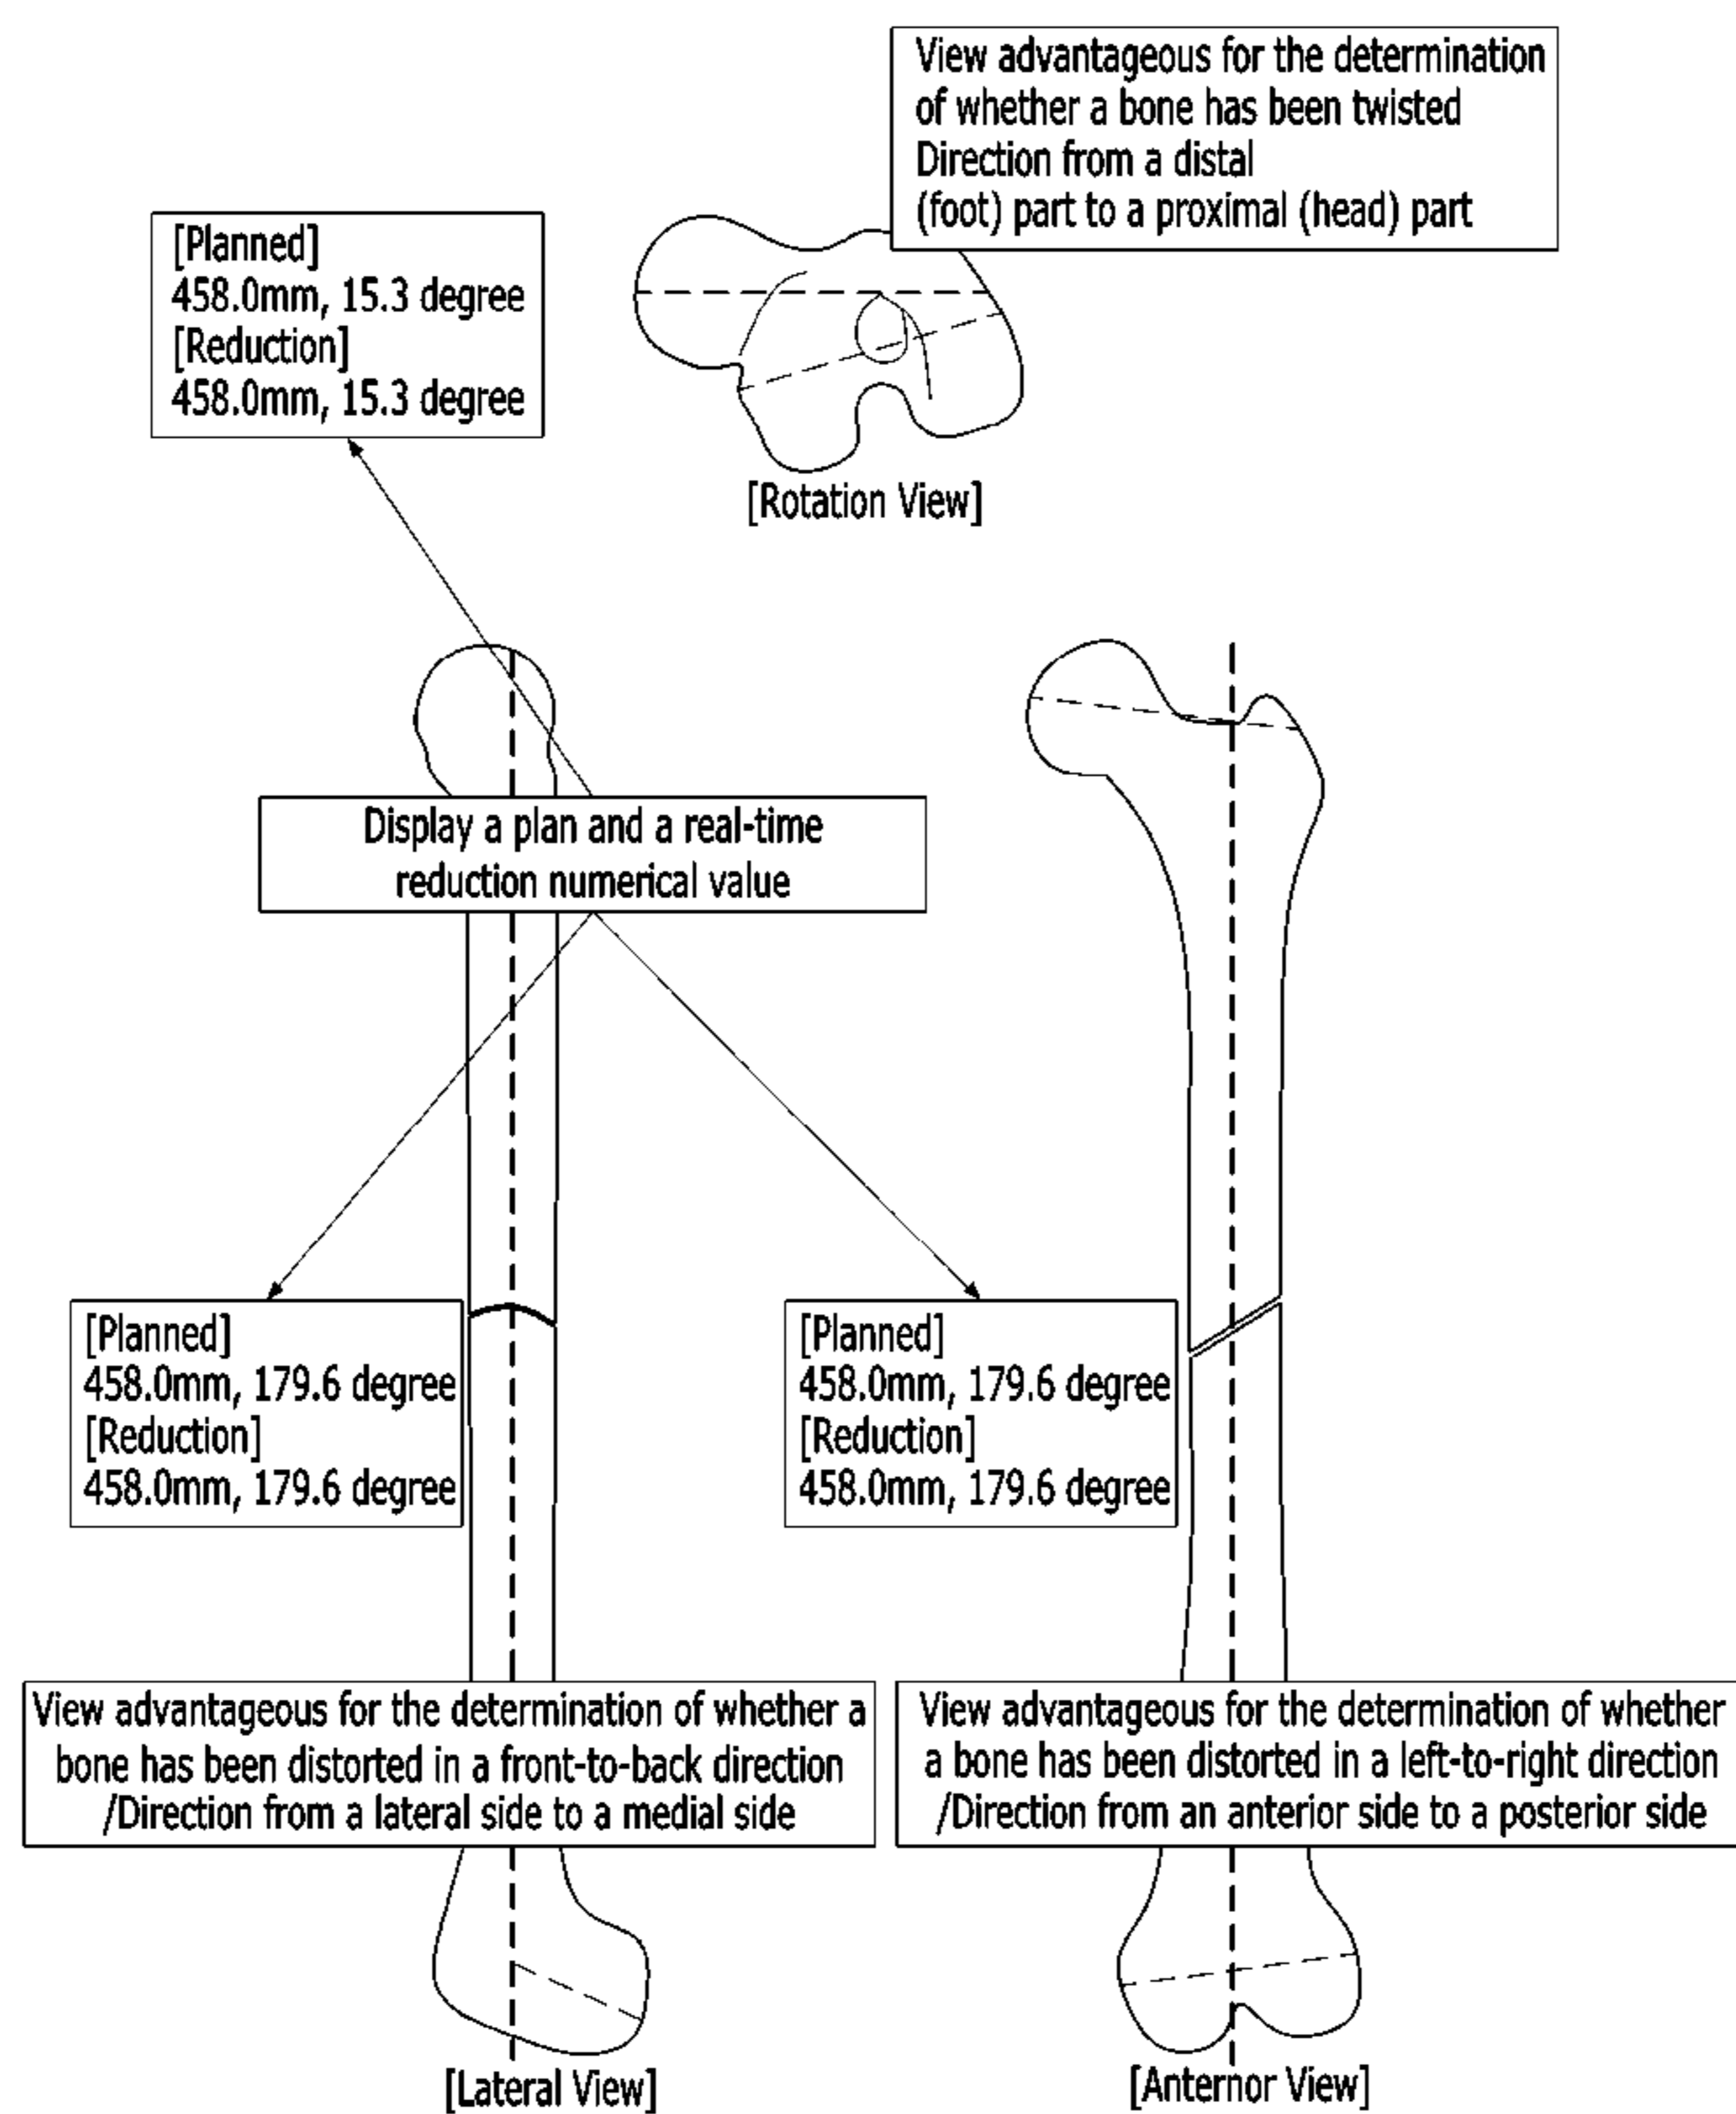 View advantageous for the determination
of whether a bone has been twisted
Direction from a distal
(foot) part to a proximal (head) part
[Planned]
458.0mm, 15.3 degree
[Reduction]
458.0mm, 15.3 degree
[Rotation View]
Display a plan and a real-time
reduction numerical value
[Planned]
458.0mm, 179.6 degree
[Reduction]
458.0mm, 179.6 degree
[Planned]
458.0mm, 179.6 degree
[Reduction]
458.0mm, 179.6 degree
View advantageous for the determination of whether a
bone has been distorted in a front-to-back direction
/Direction from a lateral side to a medial side
View advantageous for the determination of whether
a bone has been distorted in a left-to-right direction
/Direction from an anterior side to a posterior side
[Lateral View]
[Anternor View]